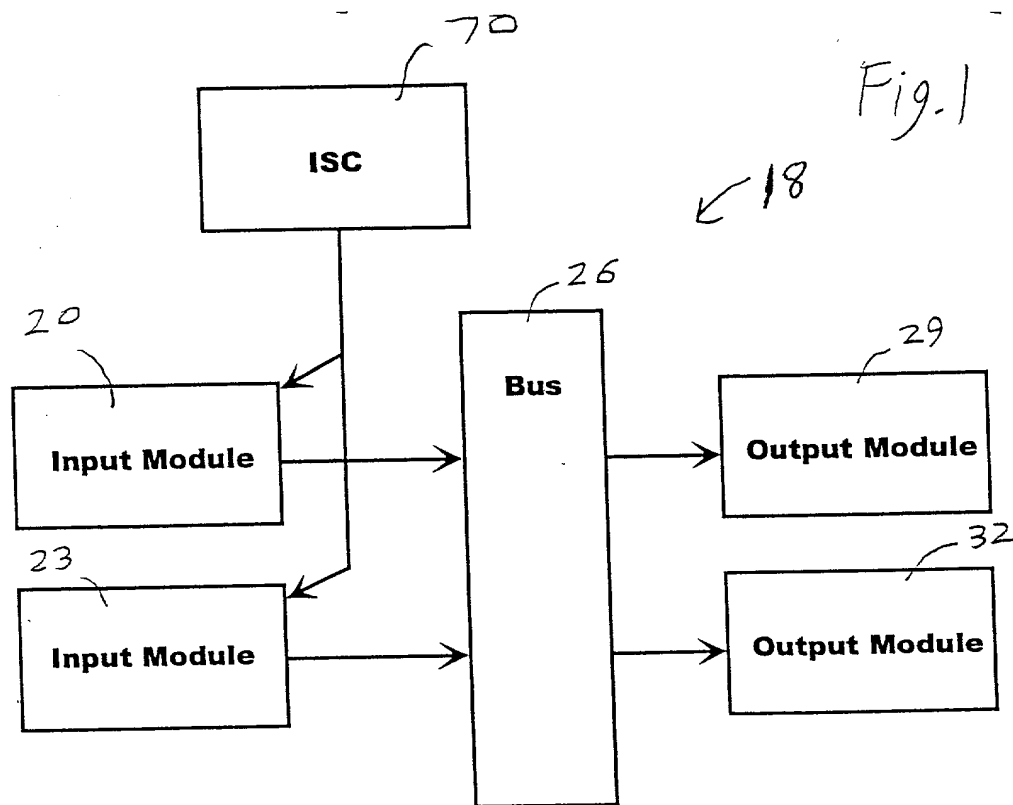 70
Fig. 1
ISC
18
26
20
29
Bus
Input Module
Output Module
23
32
Input Module
Output Module